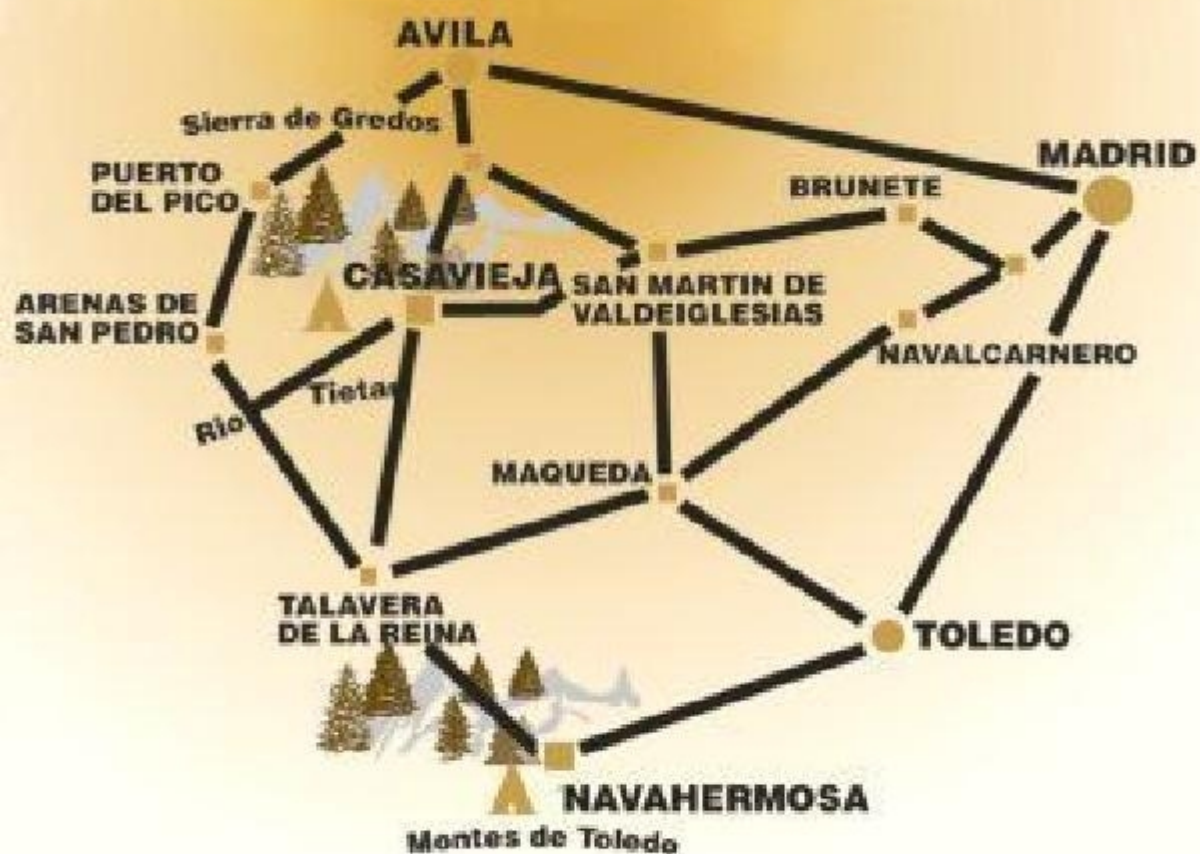 AVILA
Sierra de Gredos
MADRID
PUERTO
DEL PICO
BRUNETE
CASAVIEJA
SAN MARTIN DE
VALDEIGLESIAS
ARENAS DE
SAN PEDRO
NAVALCARNERO
Rio Tietar
MAQUEDA
TALAVERA
DE LA REINA
TOLEDO
NAVAHERMOSA
Montes de Toledo